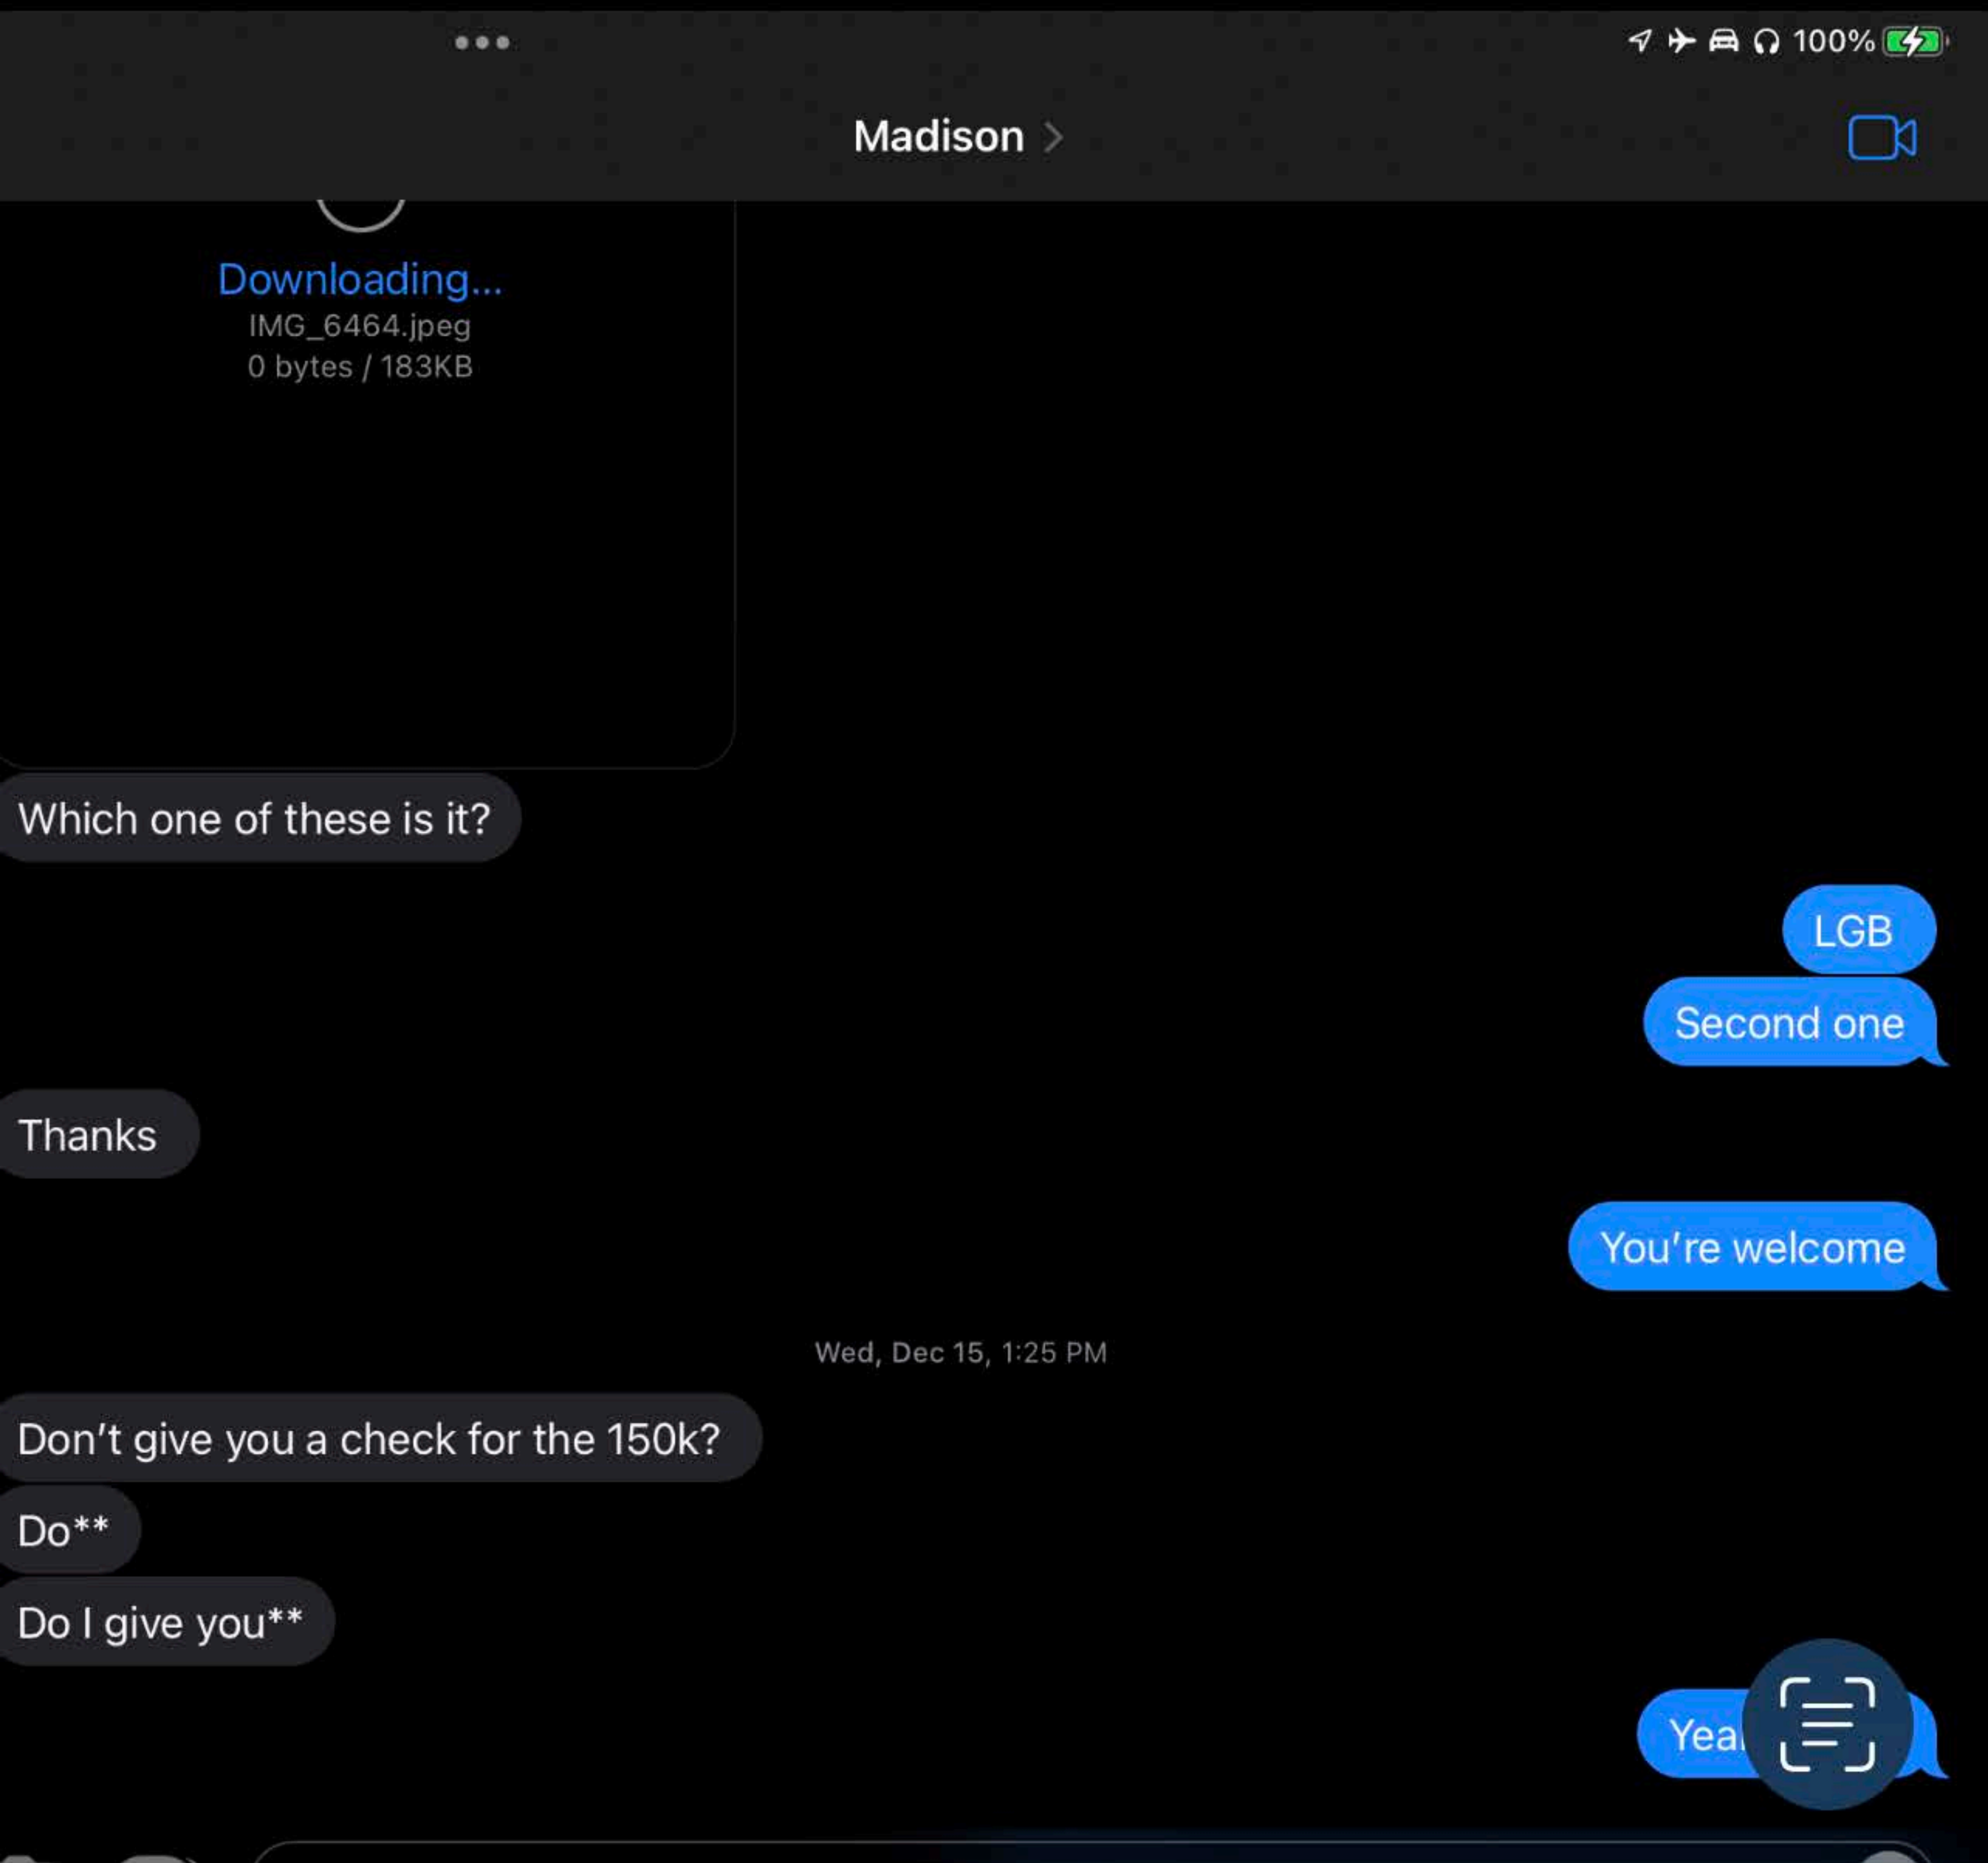 100%
Madison
Downloading...
IMG_6464.jpeg
0 bytes / 183KB
Which one of these is it?
LGB
Second one
Thanks
You're welcome
Wed, Dec 15, 1:25 PM
Don't give you a check for the 150k?
Do**
Do I give you**